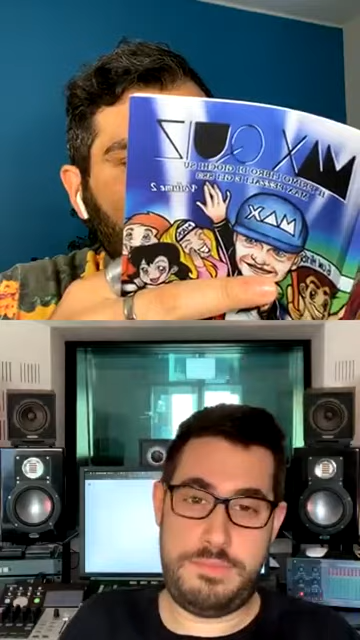 MAX QUIZ
IL PRIMO LIBRO DI GIOCHI SU
MAX PEZZALI E GLI 883
Volume 2
MAX